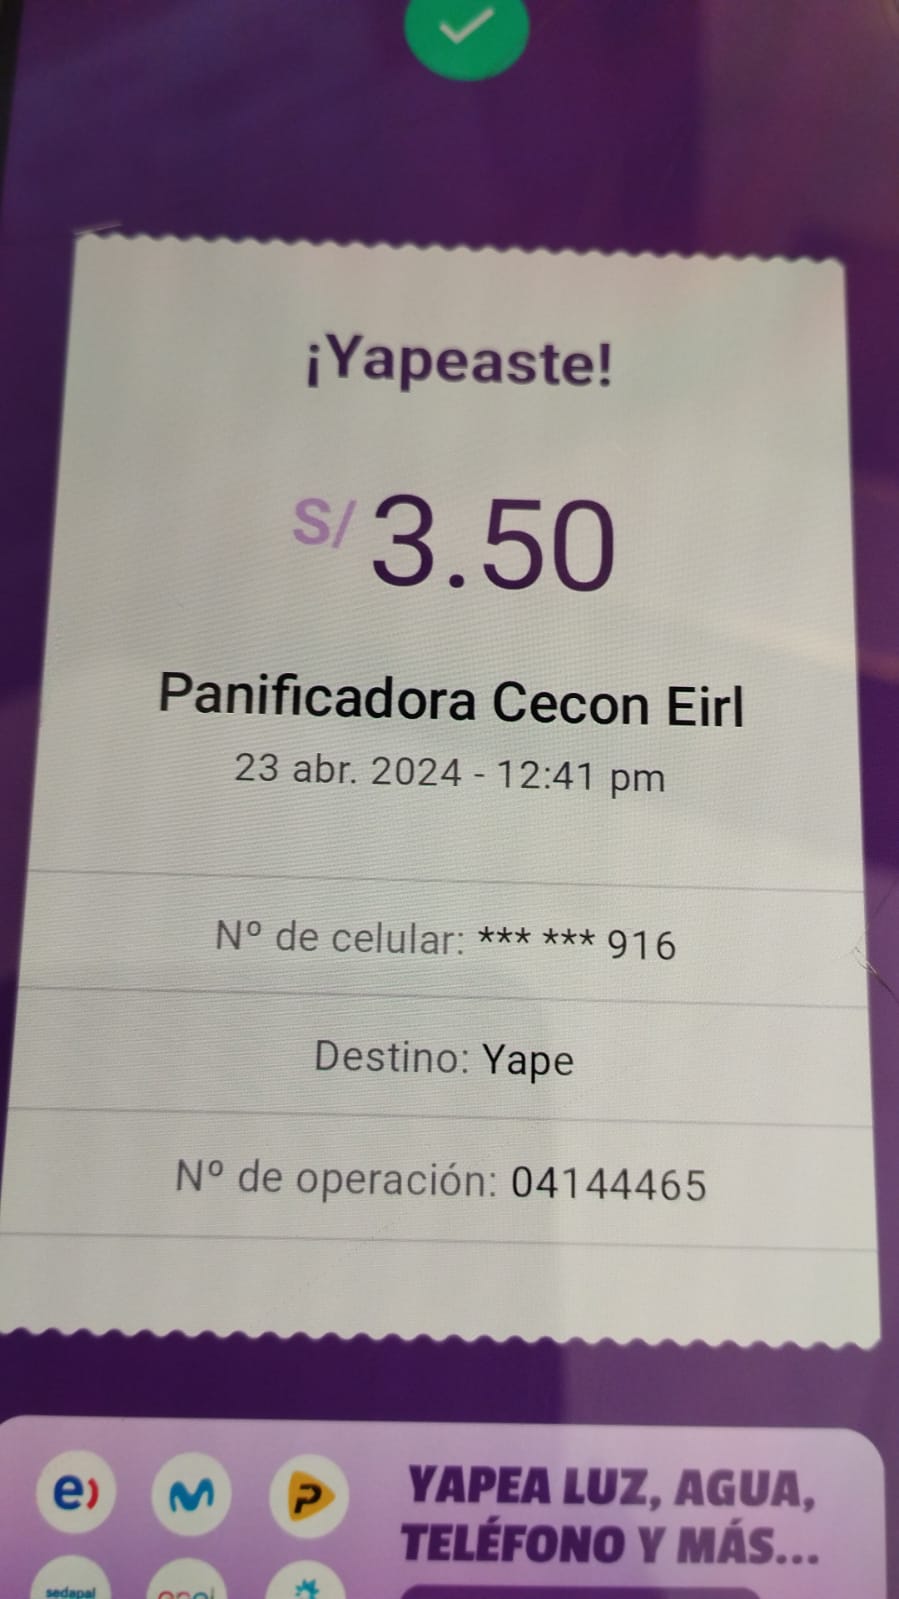 ¡Yapeaste!
S/ 3.50
Panificadora Cecon Eirl
23 abr. 2024 - 12:41 pm
Nº de celular: *** *** 916
Destino: Yape
Nº de operación: 04144465
e)
P
YAPEA LUZ, AGUA,
TELÉFONO Y MÁS...
sedapal